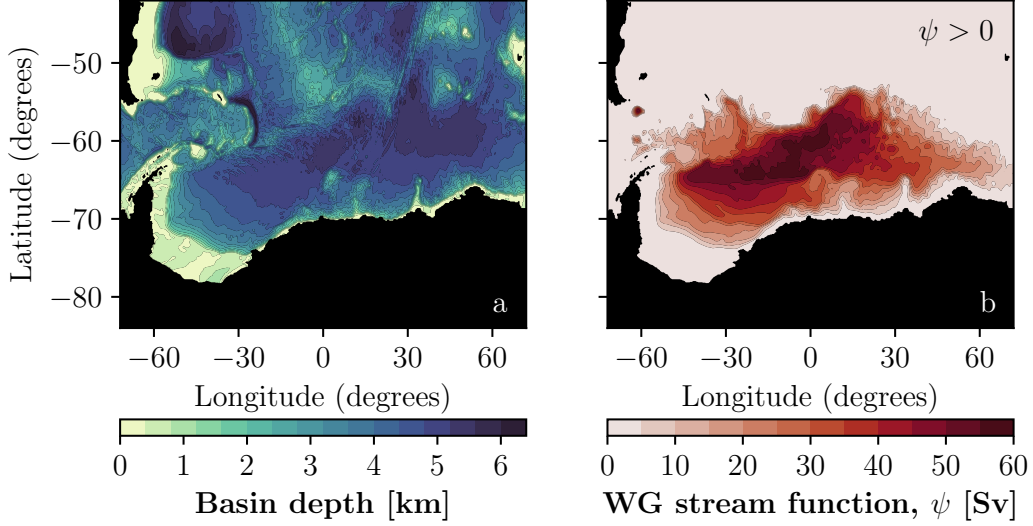 ψ > 0
−50
−60
−70
−80
Latitude (degrees)
a
b
−60 −30 0 30 60
−60 −30 0 30 60
Longitude (degrees)
Longitude (degrees)
0 1 2 3 4 5 6
0 10 20 30 40 50 60
Basin depth [km]
WG stream function, ψ [Sv]